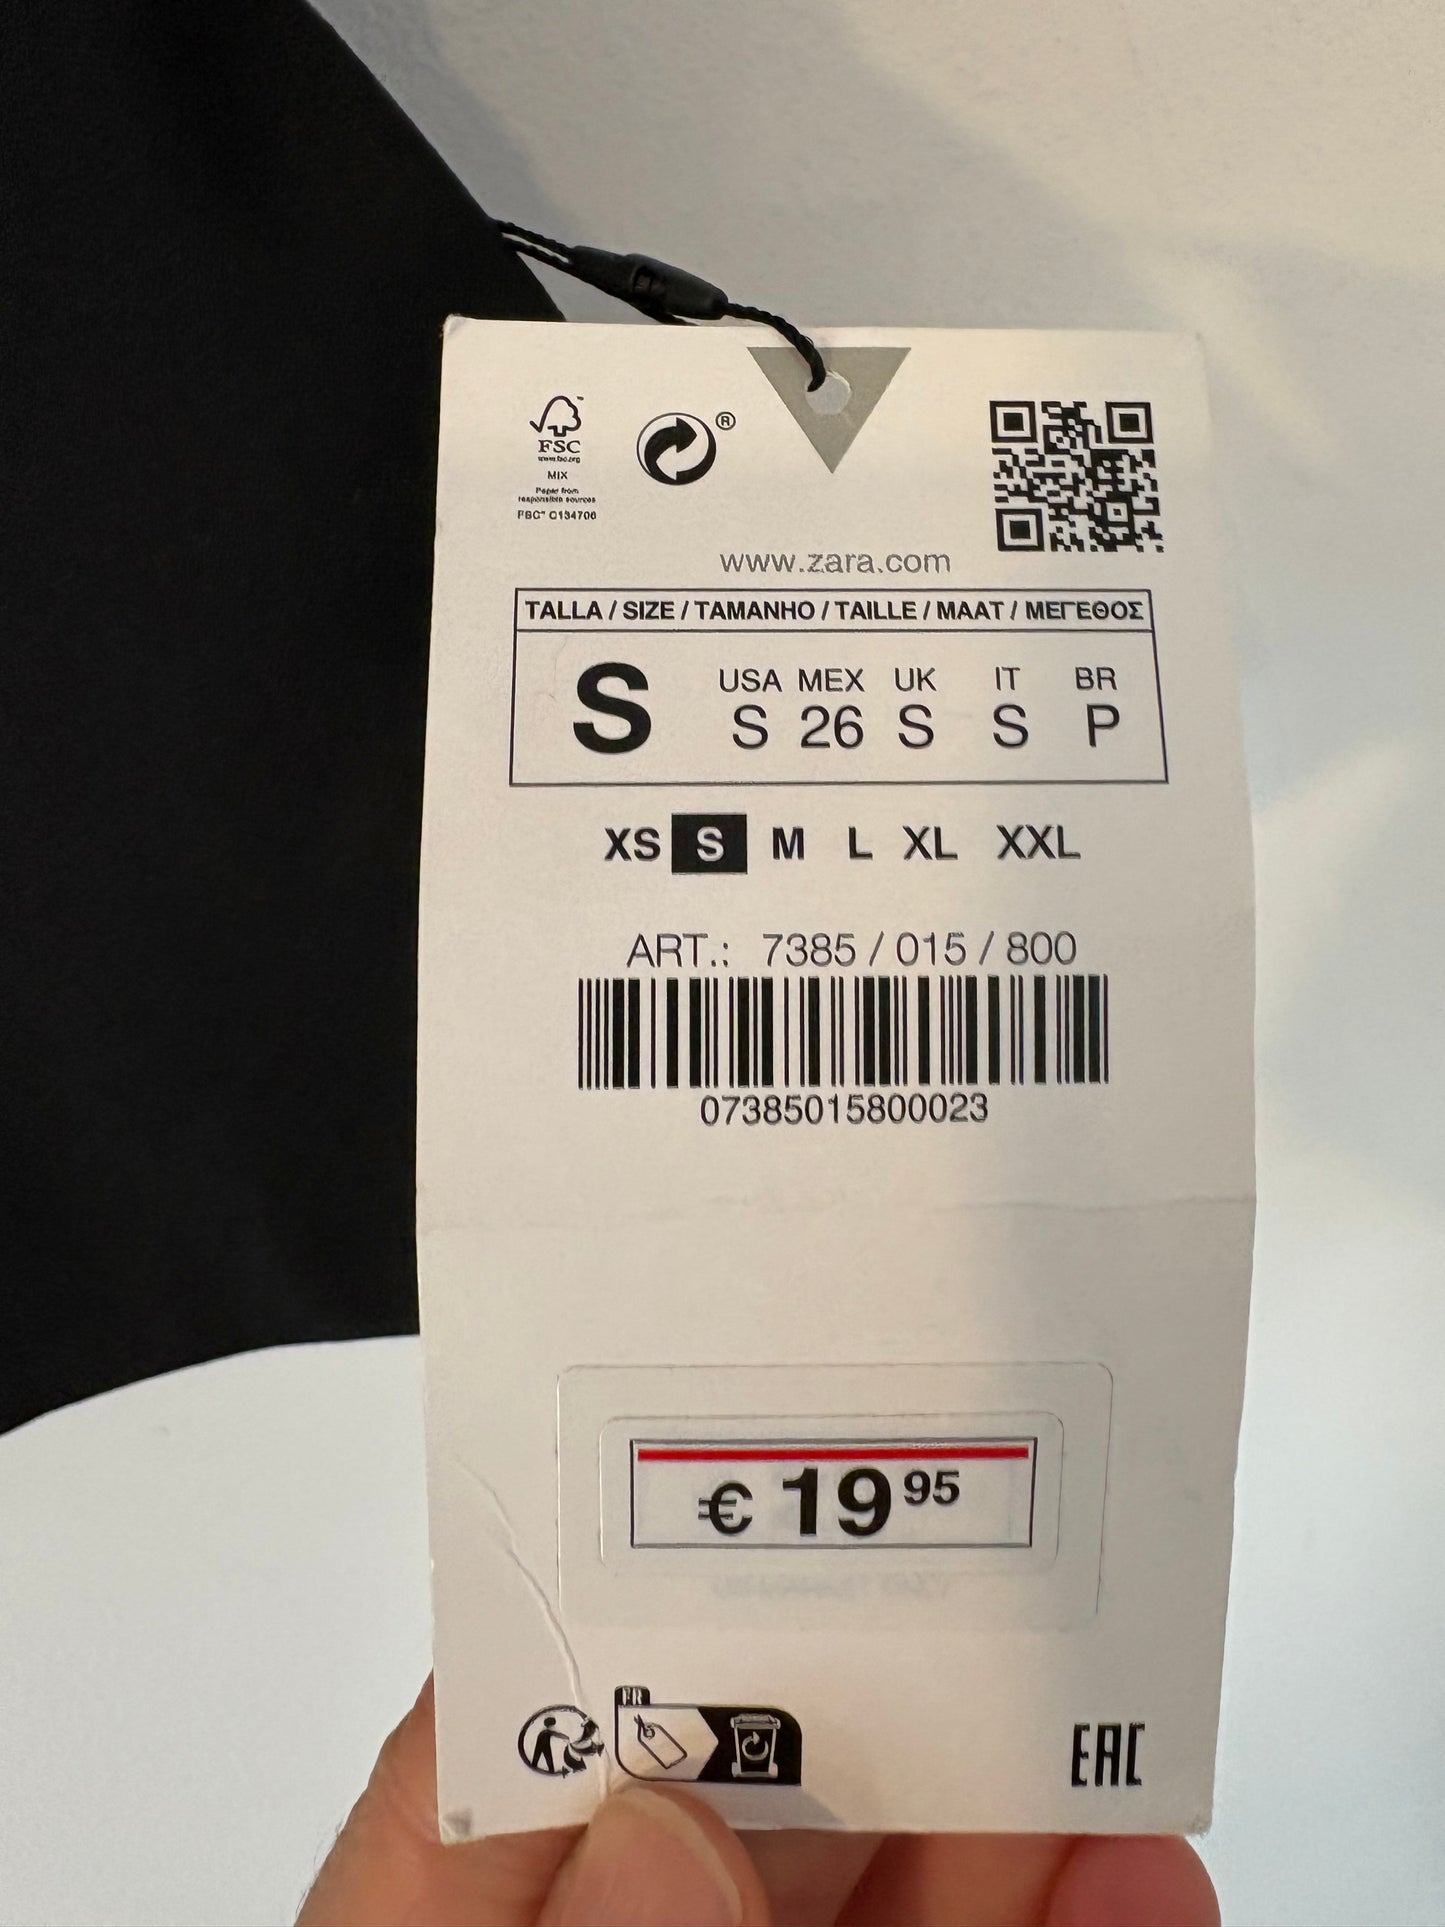 FSC
www.fsc.org
MIX
Paper from
responsible sources
FSC™ C134706
®
www.zara.com
TALLA / SIZE / TAMANHO / TAILLE / MAAT / ΜΕΓΕΘΟΣ
S
USA MEX UK IT BR
S 26 S S P
XS S M L XL XXL
ART.: 7385 / 015 / 800
07385015800023
€ 19 95
FR
EAC